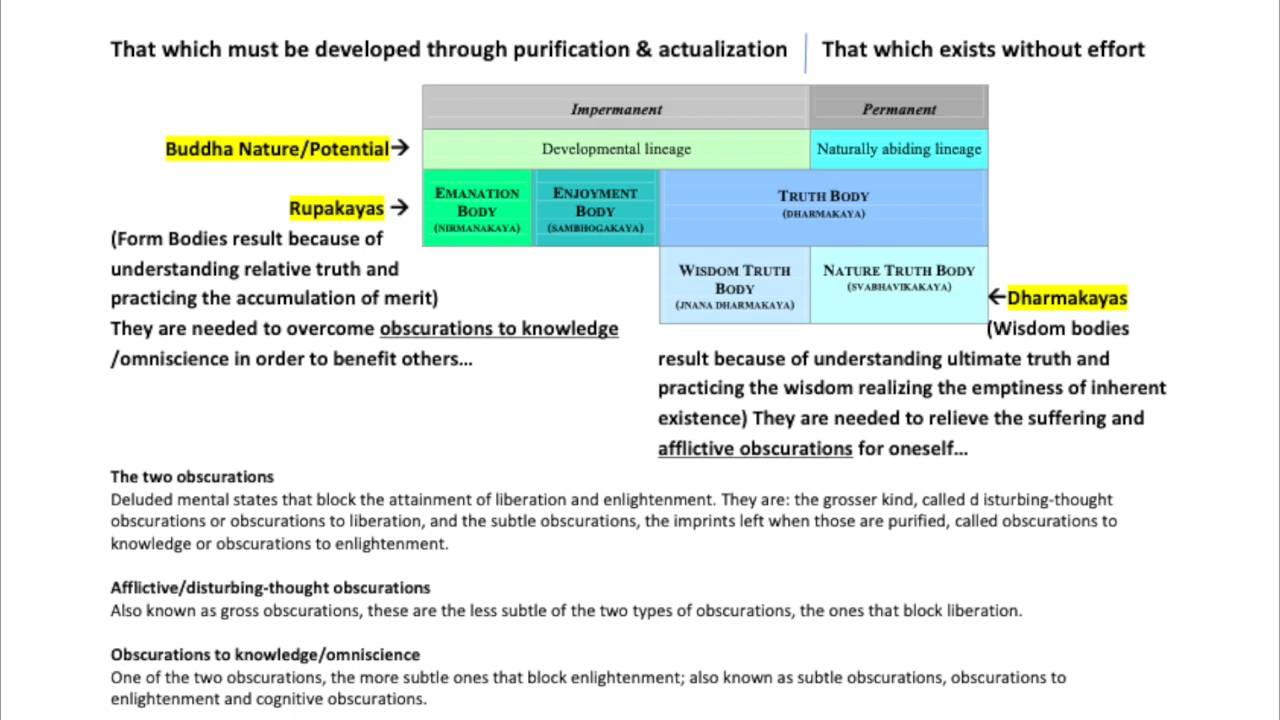 That which must be developed through purification & actualization
That which exists without effort
Impermanent
Permanent
Buddha Nature/Potential→
Developmental lineage
Naturally abiding lineage
Rupakayas →
EMANATION
BODY
(NIRMANAKAYA)
ENJOYMENT
BODY
(SAMBHOGAKAYA)
TRUTH BODY
(DHARMAKAYA)
(Form Bodies result because of
understanding relative truth and
practicing the accumulation of merit)
They are needed to overcome obscurations to knowledge
/omniscience in order to benefit others…
WISDOM TRUTH
BODY
(JNANA DHARMAKAYA)
NATURE TRUTH BODY
(SVABHAVIKAKAYA)
←Dharmakayas
(Wisdom bodies
result because of understanding ultimate truth and
practicing the wisdom realizing the emptiness of inherent
existence) They are needed to relieve the suffering and
afflictive obscurations for oneself…
The two obscurations
Deluded mental states that block the attainment of liberation and enlightenment. They are: the grosser kind, called d isturbing-thought
obscurations or obscurations to liberation, and the subtle obscurations, the imprints left when those are purified, called obscurations to
knowledge or obscurations to enlightenment.
Afflictive/disturbing-thought obscurations
Also known as gross obscurations, these are the less subtle of the two types of obscurations, the ones that block liberation.
Obscurations to knowledge/omniscience
One of the two obscurations, the more subtle ones that block enlightenment; also known as subtle obscurations, obscurations to
enlightenment and cognitive obscurations.